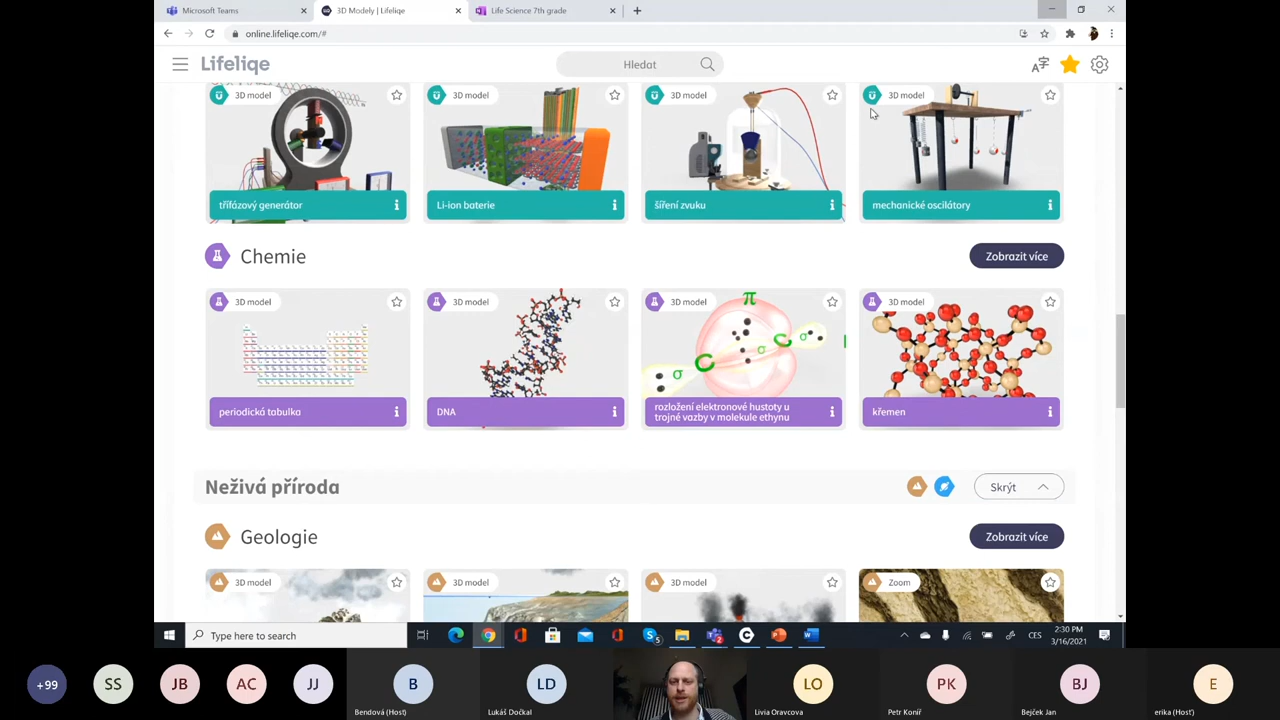 Microsoft Teams
3D Modely | Lifeliqe
Life Science 7th grade
online.lifeliqe.com/#
Lifeliqe
Hledat
3D model
3D model
3D model
3D model
třífázový generátor
Li-ion baterie
šíření zvuku
mechanické oscilátory
Chemie
Zobrazit více
3D model
3D model
3D model
3D model
π
C
σ
C
σ
σ
periodická tabulka
DNA
rozložení elektronové hustoty u
trojné vazby v molekule ethynu
křemen
Neživá příroda
Skrýt
Geologie
Zobrazit více
3D model
3D model
3D model
Zoom
Type here to search
CES
2:30 PM
3/16/2021
+99
SS
JB
AC
JJ
B
Bendová (Host)
LD
Lukáš Dočkal
LO
Livia Oravcova
PK
Petr Koníř
BJ
Bejček Jan
E
erika (Host)